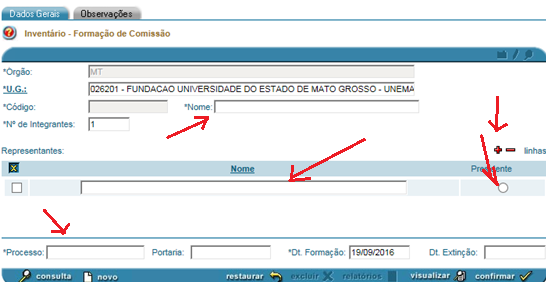 Dados Gerais Observações
Inventário - Formação de Comissão
*Órgão: MT
*U.G.: 026201 - FUNDACAO UNIVERSIDADE DO ESTADO DE MATO GROSSO - UNEMA
*Código: *Nome:
*Nº de Integrantes: 1
Representantes: linhas
Nome Presidente
*Processo: Portaria: *Dt. Formação: 19/09/2016 Dt. Extinção:
consulta novo restaurar excluir relatórios visualizar confirmar